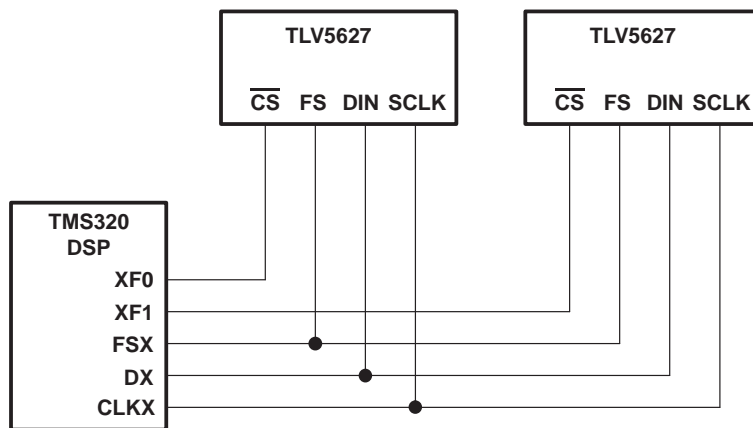 TLV5627
TLV5627
CS FS DIN SCLK
CS FS DIN SCLK
TMS320
DSP
XF0
XF1
FSX
DX
CLKX